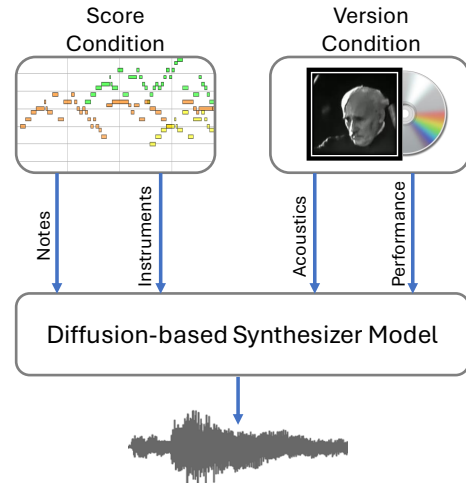 Score
Condition
Version
Condition
Notes
Instruments
Acoustics
Performance
Diffusion-based Synthesizer Model